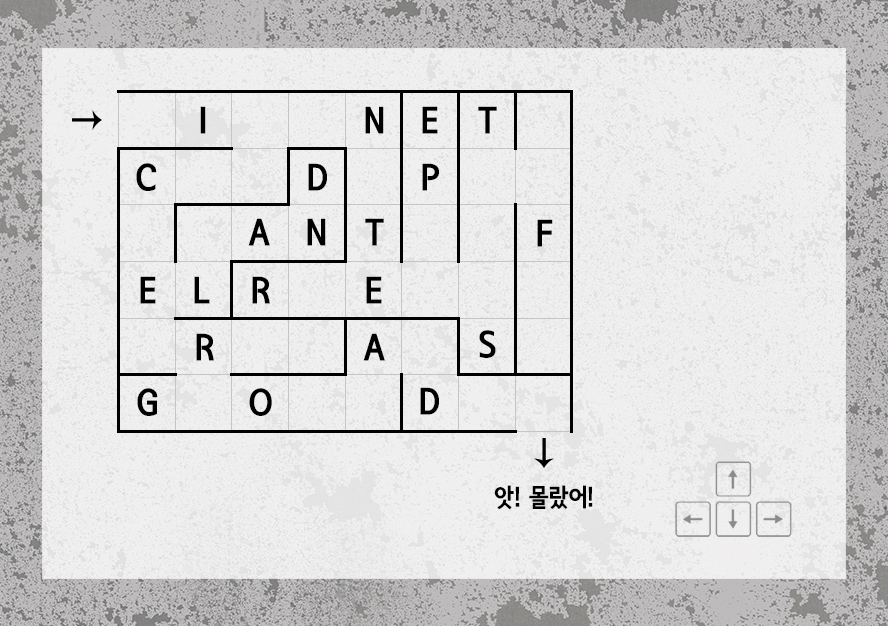 → I N E T
C D P
A N T F
E L R E
R A S
G O D
↓
앗! 몰랐어!
↑
← ↓ →